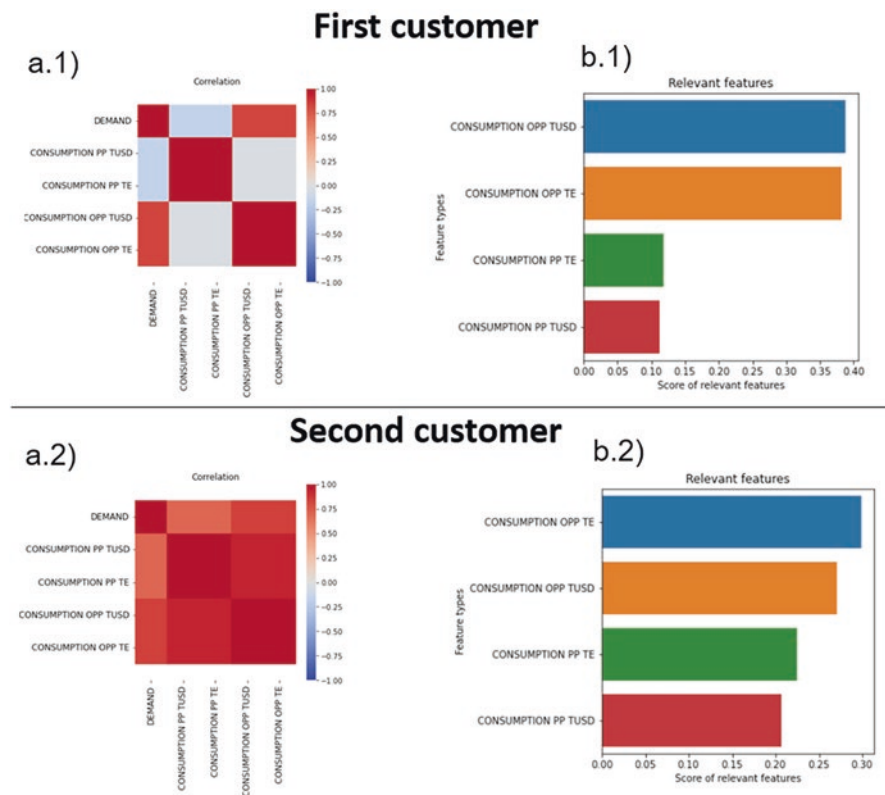 First customer
a.1)
Correlation
DEMAND
CONSUMPTION PP TUSD
CONSUMPTION PP TE
CONSUMPTION OPP TUSD
CONSUMPTION OPP TE
1.00
0.75
0.50
0.25
0.00
−0.25
−0.50
−0.75
−1.00
DEMAND -
CONSUMPTION PP TUSD -
CONSUMPTION PP TE -
CONSUMPTION OPP TUSD -
CONSUMPTION OPP TE -
b.1)
Relevant features
Feature types
CONSUMPTION OPP TUSD
CONSUMPTION OPP TE
CONSUMPTION PP TE
CONSUMPTION PP TUSD
0.00 0.05 0.10 0.15 0.20 0.25 0.30 0.35 0.40
Score of relevant features
Second customer
a.2)
Correlation
DEMAND
CONSUMPTION PP TUSD
CONSUMPTION PP TE
CONSUMPTION OPP TUSD
CONSUMPTION OPP TE
1.00
0.75
0.50
0.25
0.00
−0.25
−0.50
−0.75
−1.00
DEMAND -
CONSUMPTION PP TUSD -
CONSUMPTION PP TE -
CONSUMPTION OPP TUSD -
CONSUMPTION OPP TE -
b.2)
Relevant features
Feature types
CONSUMPTION OPP TE
CONSUMPTION OPP TUSD
CONSUMPTION PP TE
CONSUMPTION PP TUSD
0.00 0.05 0.10 0.15 0.20 0.25 0.30
Score of relevant features